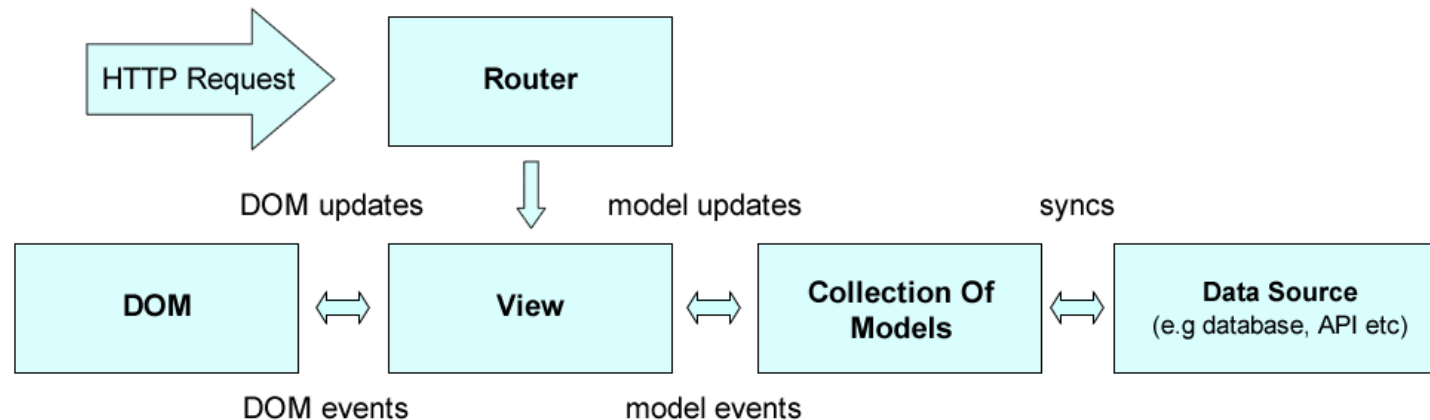 HTTP Request
Router
DOM updates
model updates
syncs
DOM
View
Collection Of
Models
Data Source
(e.g database, API etc)
DOM events
model events